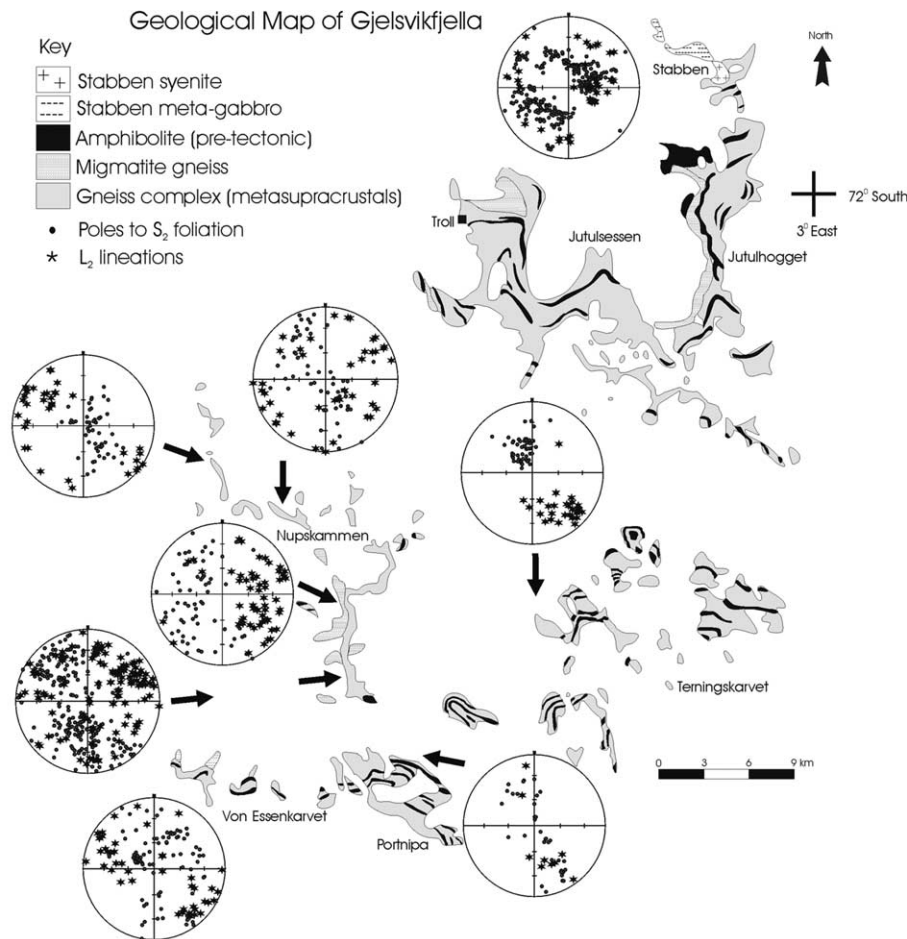 Geological Map of Gjelsvikfjella
Key
Stabben syenite
Stabben meta-gabbro
Amphibolite (pre-tectonic)
Migmatite gneiss
Gneiss complex (metasupracrustals)
Poles to S₂ foliation
L₂ lineations
Stabben
North
72° South
3° East
Troll
Jutulsessen
Jutulhogget
Nupskammen
Terningskarvet
0 3 6 9 km
Von Essenkarvet
Portnipa